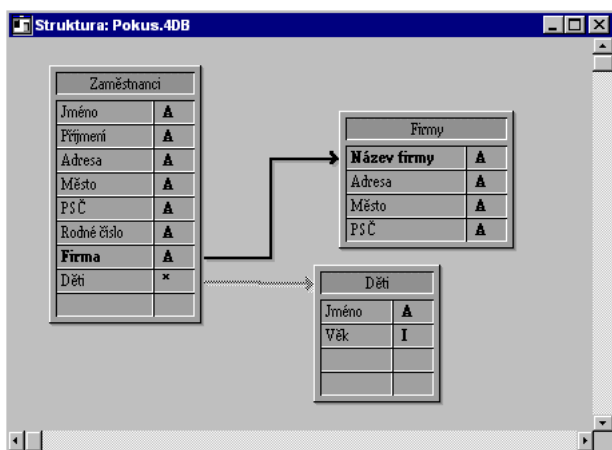 Struktura: Pokus.4DB
Zaměstnanci
Jméno A
Příjmení A
Adresa A
Město A
PSČ A
Rodné číslo A
Firma A
Děti *
Firmy
Název firmy A
Adresa A
Město A
PSČ A
Děti
Jméno A
Věk I